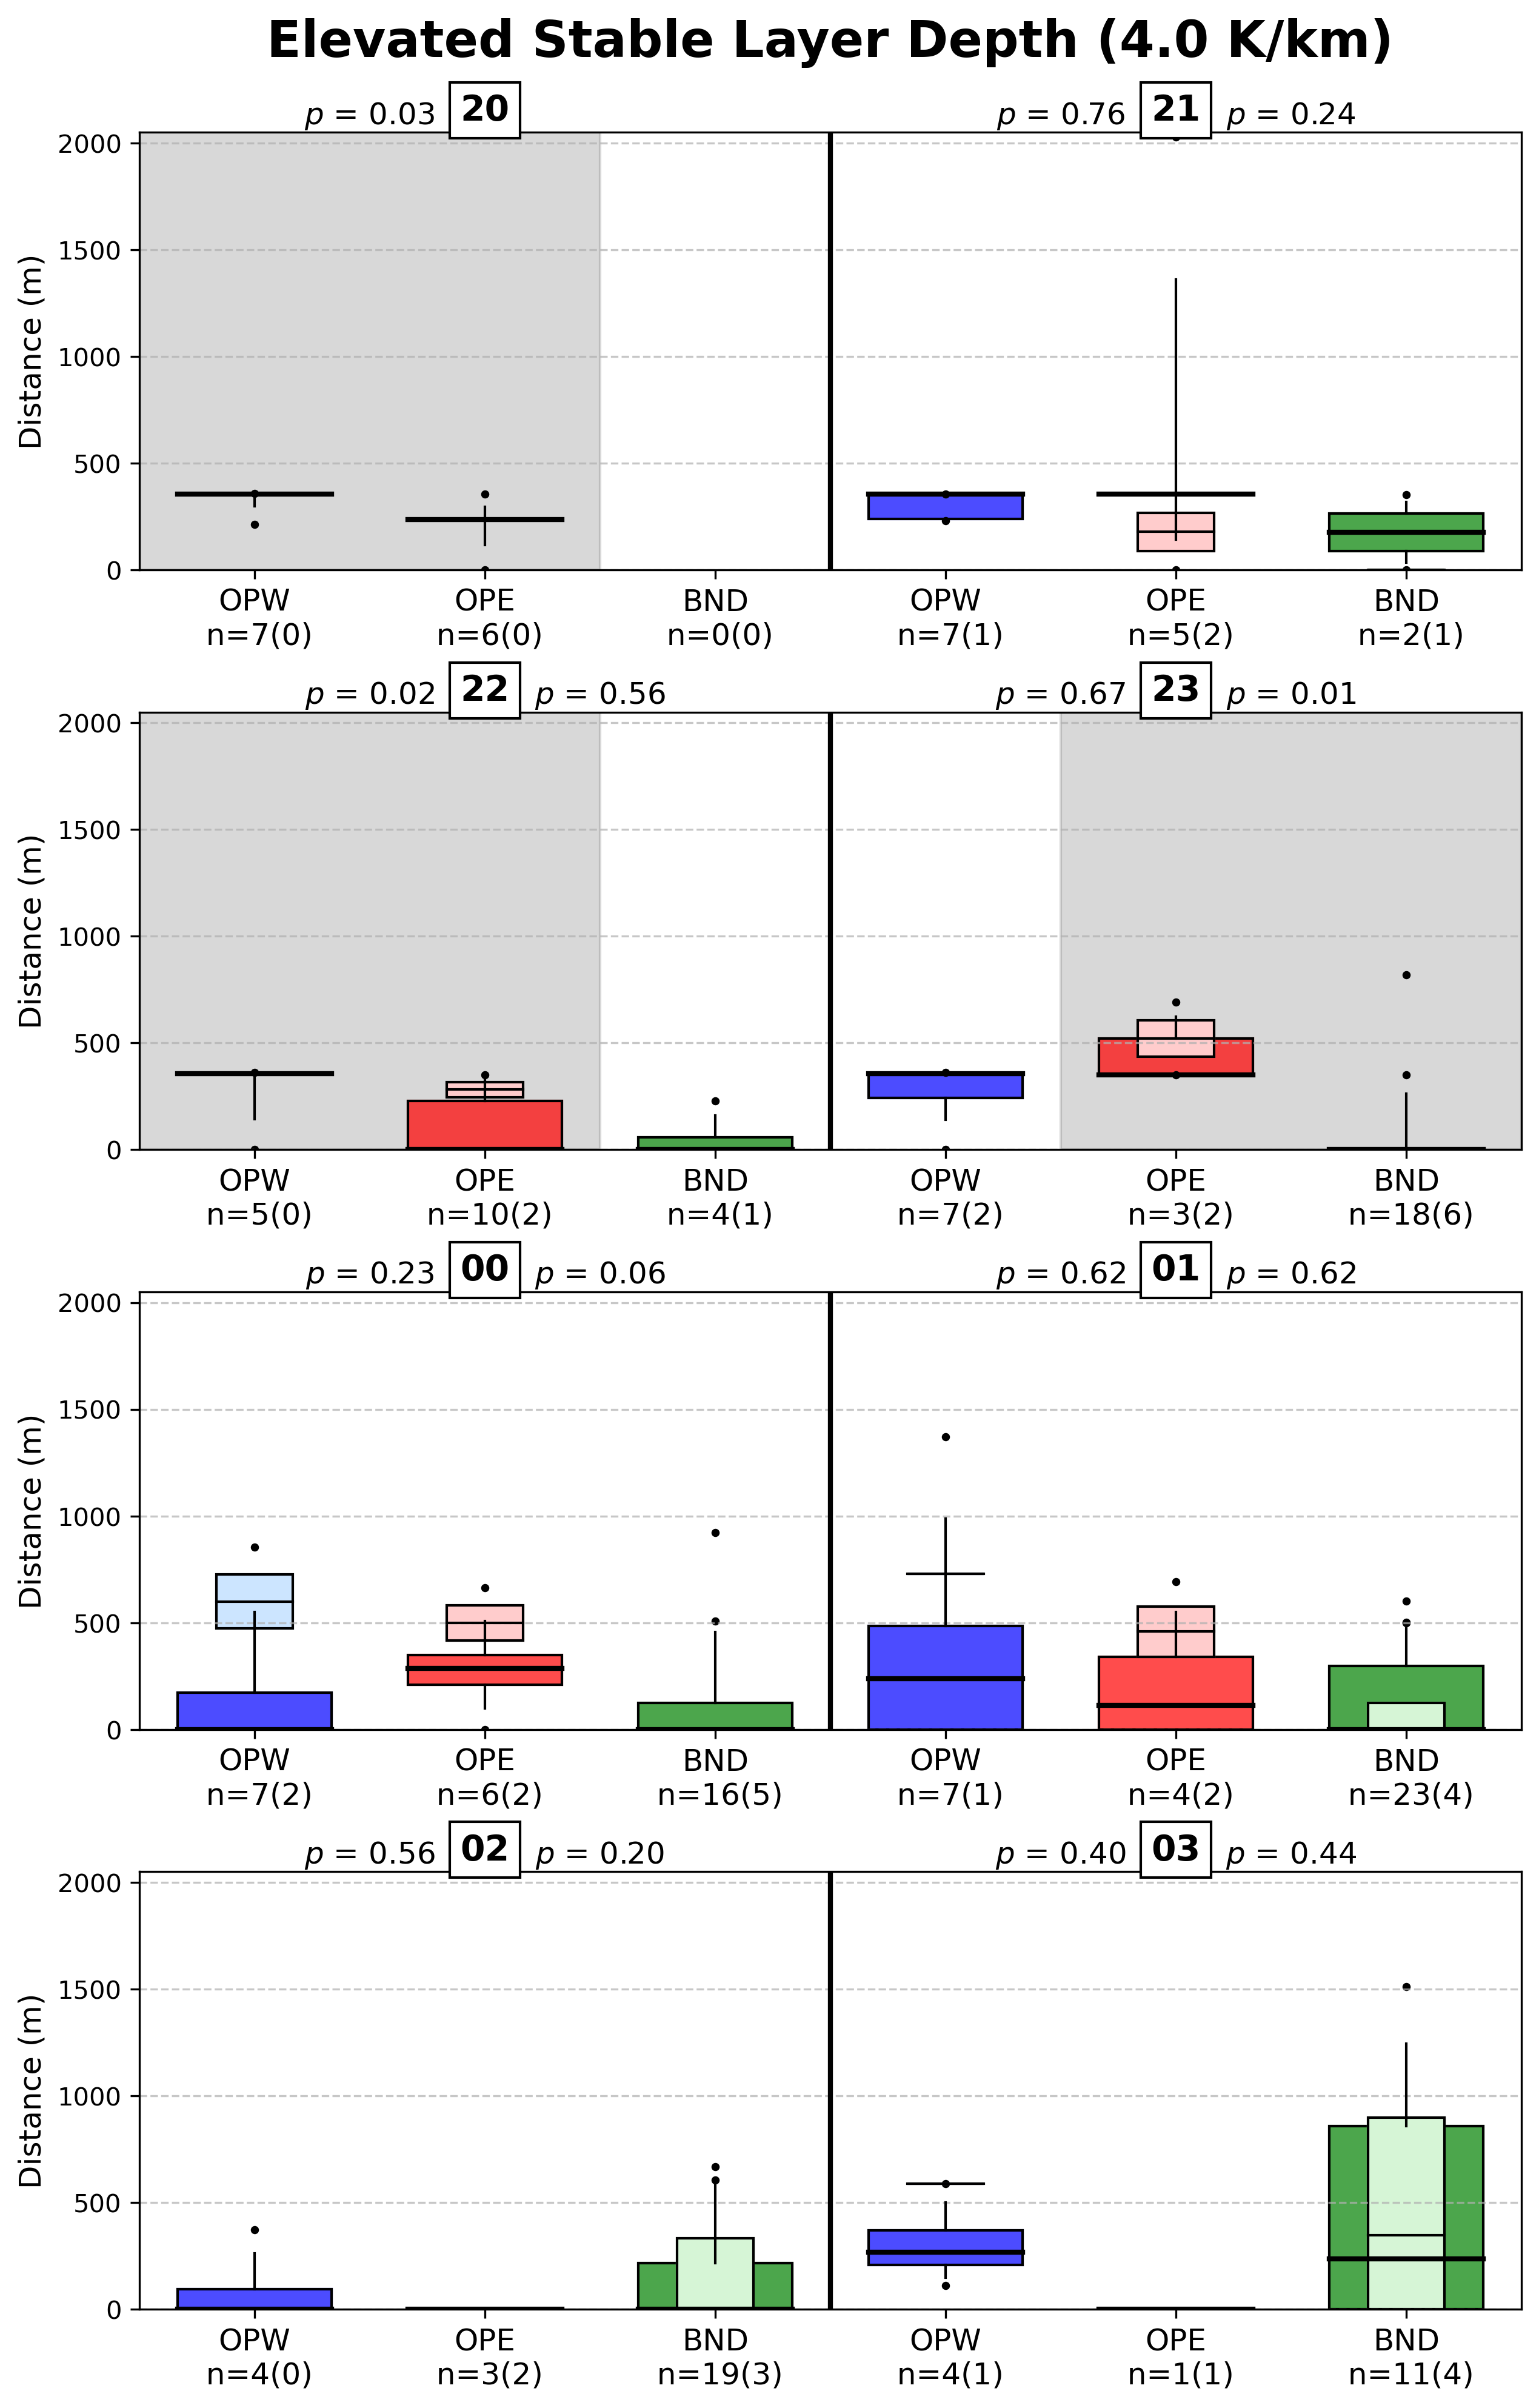 Elevated Stable Layer Depth (4.0 K/km)
p = 0.03 20
p = 0.76 21 p = 0.24
Distance (m)
2000
1500
1000
500
0
OPW OPE BND OPW OPE BND
n=7(0) n=6(0) n=0(0) n=7(1) n=5(2) n=2(1)
p = 0.02 22 p = 0.56
p = 0.67 23 p = 0.01
Distance (m)
2000
1500
1000
500
0
OPW OPE BND OPW OPE BND
n=5(0) n=10(2) n=4(1) n=7(2) n=3(2) n=18(6)
p = 0.23 00 p = 0.06
p = 0.62 01 p = 0.62
Distance (m)
2000
1500
1000
500
0
OPW OPE BND OPW OPE BND
n=7(2) n=6(2) n=16(5) n=7(1) n=4(2) n=23(4)
p = 0.56 02 p = 0.20
p = 0.40 03 p = 0.44
Distance (m)
2000
1500
1000
500
0
OPW OPE BND OPW OPE BND
n=4(0) n=3(2) n=19(3) n=4(1) n=1(1) n=11(4)